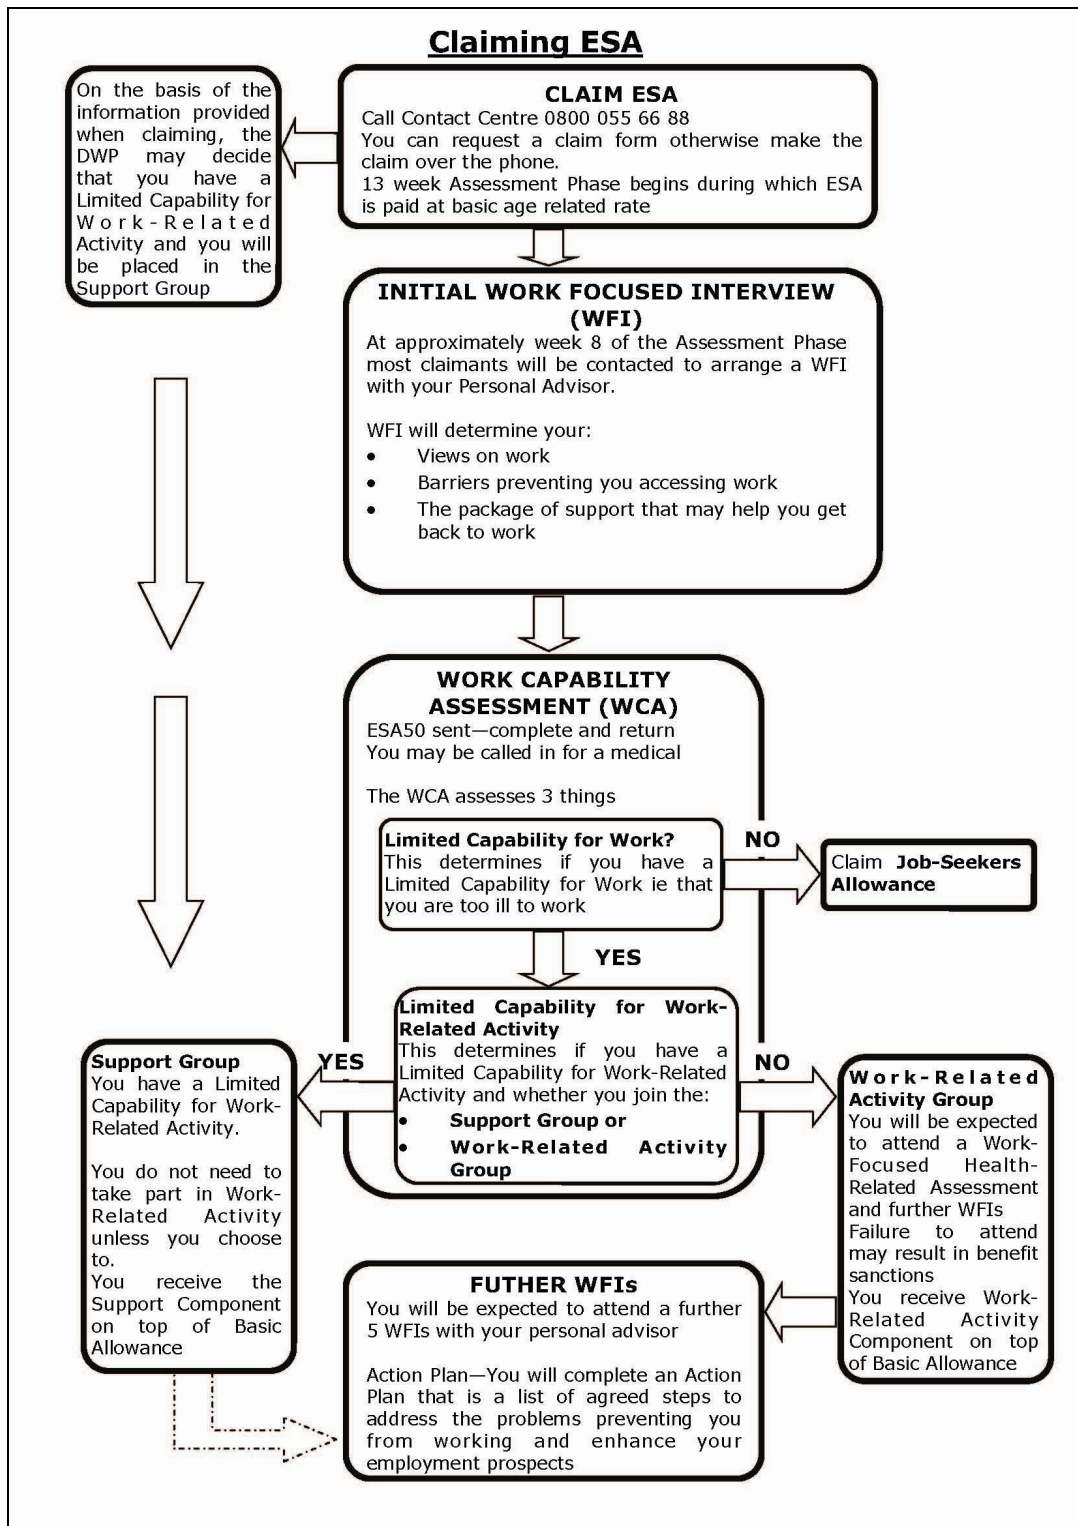 Claiming ESA
On the basis of the
information provided
when claiming, the
DWP may decide
that you have a
Limited Capability for
Work-Related
Activity and you will
be placed in the
Support Group
CLAIM ESA
Call Contact Centre 0800 055 66 88
You can request a claim form otherwise make the
claim over the phone.
13 week Assessment Phase begins during which ESA
is paid at basic age related rate
INITIAL WORK FOCUSED INTERVIEW
(WFI)
At approximately week 8 of the Assessment Phase
most claimants will be contacted to arrange a WFI
with your Personal Advisor.
WFI will determine your:
• Views on work
• Barriers preventing you accessing work
• The package of support that may help you get
back to work
WORK CAPABILITY
ASSESSMENT (WCA)
ESA50 sent—complete and return
You may be called in for a medical
The WCA assesses 3 things
Limited Capability for Work?
This determines if you have a
Limited Capability for Work ie that
you are too ill to work
NO
Claim Job-Seekers
Allowance
YES
Limited Capability for Work-
Related Activity
This determines if you have a
Limited Capability for Work-Related
Activity and whether you join the:
• Support Group or
• Work-Related Activity
Group
YES
Support Group
You have a Limited
Capability for Work-
Related Activity.
You do not need to
take part in Work-
Related Activity
unless you choose
to.
You receive the
Support Component
on top of Basic
Allowance
NO
Work-Related
Activity Group
You will be expected
to attend a Work-
Focused Health-
Related Assessment
and further WFIs
Failure to attend
may result in benefit
sanctions
You receive Work-
Related Activity
Component on top
of Basic Allowance
FUTHER WFIs
You will be expected to attend a further
5 WFIs with your personal advisor
Action Plan—You will complete an Action
Plan that is a list of agreed steps to
address the problems preventing you
from working and enhance your
employment prospects